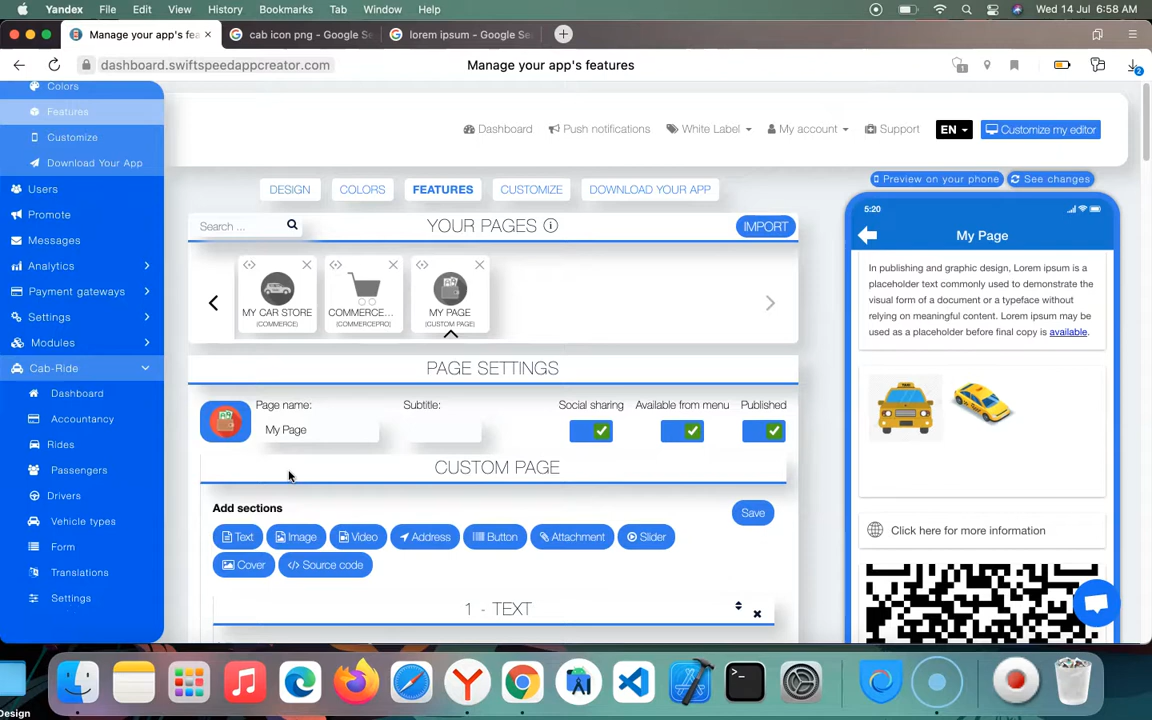 Yandex File Edit View History Bookmarks Tab Window Help Wed 14 Jul 6:58 AM
Manage your app's fea × cab icon png - Google Se lorem ipsum - Google Se
dashboard.swiftspeedappcreator.com Manage your app's features 2
Colors
Features
Customize
Download Your App
Users
Promote
Messages
Analytics
Payment gateways
Settings
Modules
Cab-Ride
Dashboard
Accountancy
Rides
Passengers
Drivers
Vehicle types
Form
Translations
Settings
Dashboard Push notifications White Label My account Support EN Customize my editor
DESIGN COLORS FEATURES CUSTOMIZE DOWNLOAD YOUR APP
Search ... YOUR PAGES IMPORT
MY CAR STORE COMMERCE... MY PAGE
(COMMERCE) (COMMERCEPRO) (CUSTOM PAGE)
PAGE SETTINGS
Page name: Subtitle: Social sharing Available from menu Published
My Page
CUSTOM PAGE
Add sections Save
Text Image Video Address Button Attachment Slider
Cover Source code
1 - TEXT
Preview on your phone See changes
5:20
My Page
In publishing and graphic design, Lorem ipsum is a
placeholder text commonly used to demonstrate the
visual form of a document or a typeface without
relying on meaningful content. Lorem ipsum may be
used as a placeholder before final copy is available.
TAXI
Click here for more information
Design